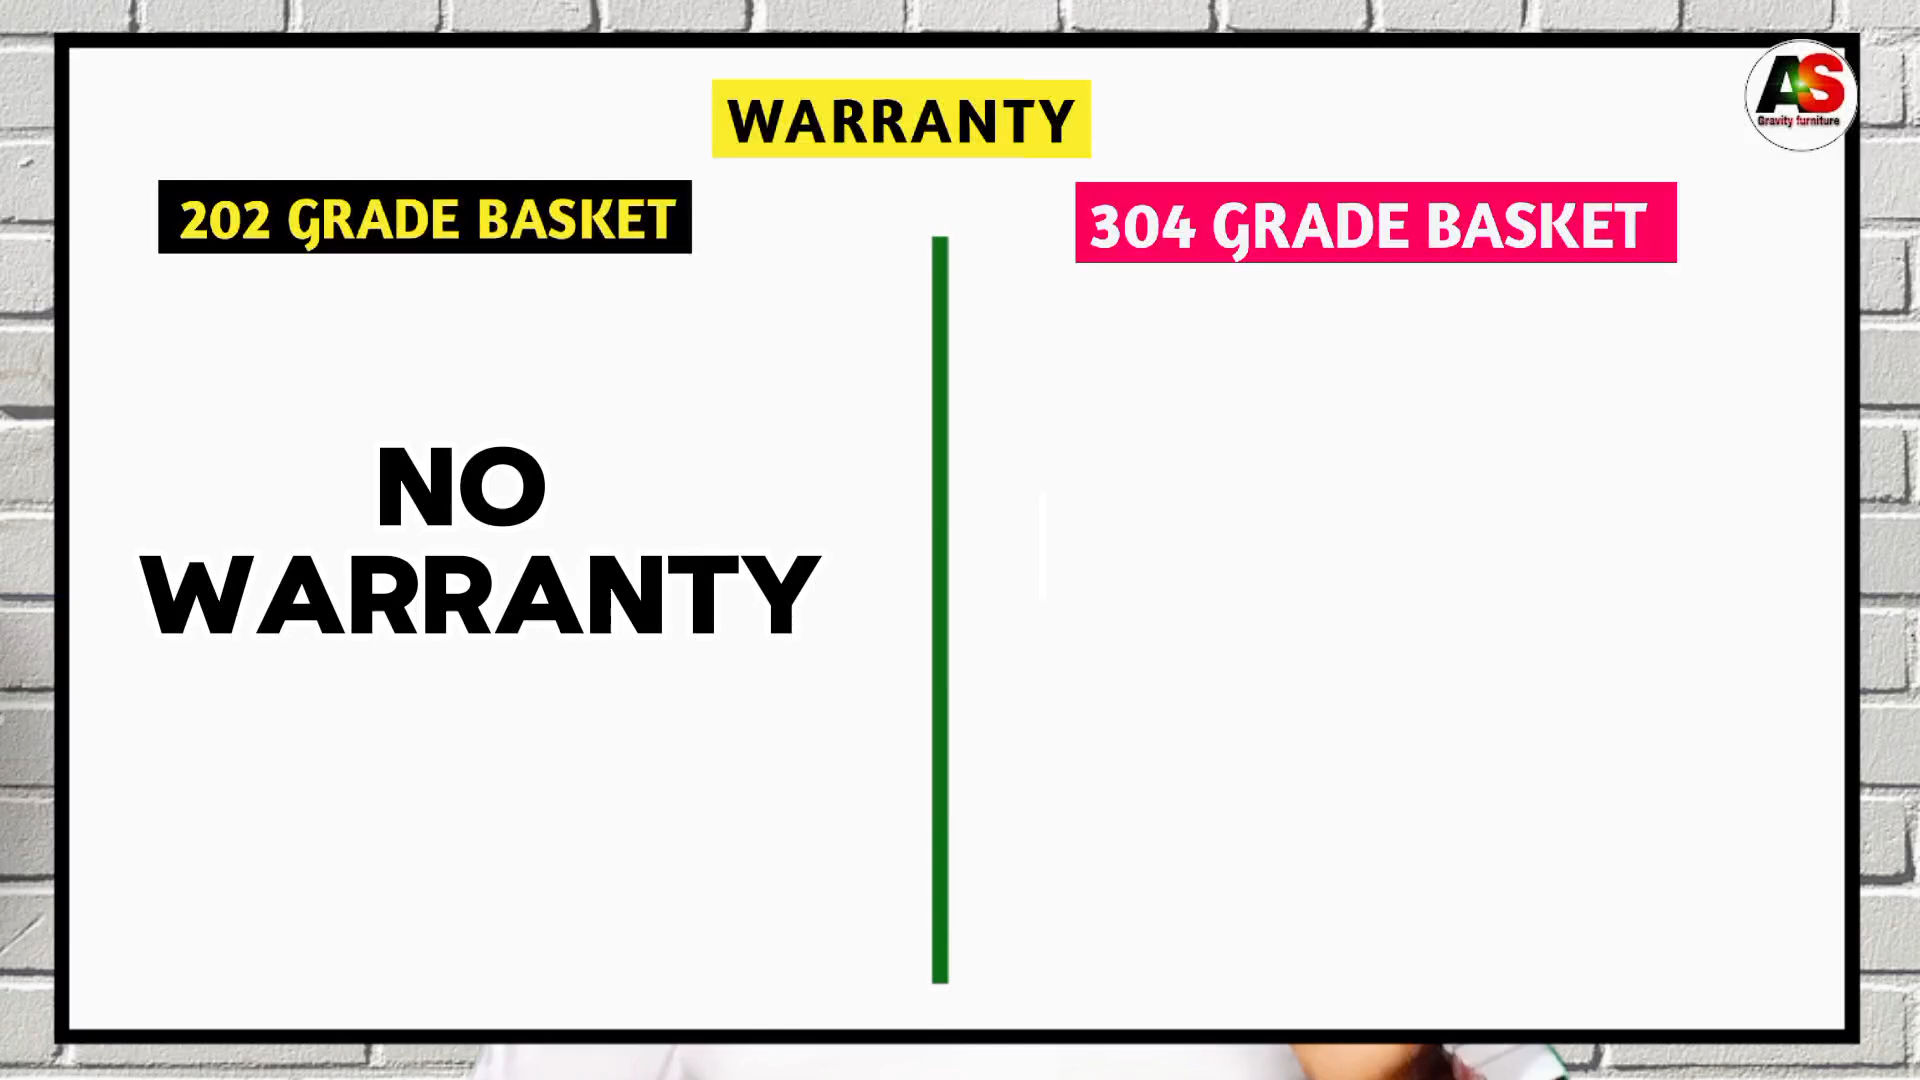 WARRANTY
AS
Gravity furniture
202 GRADE BASKET
304 GRADE BASKET
NO
WARRANTY